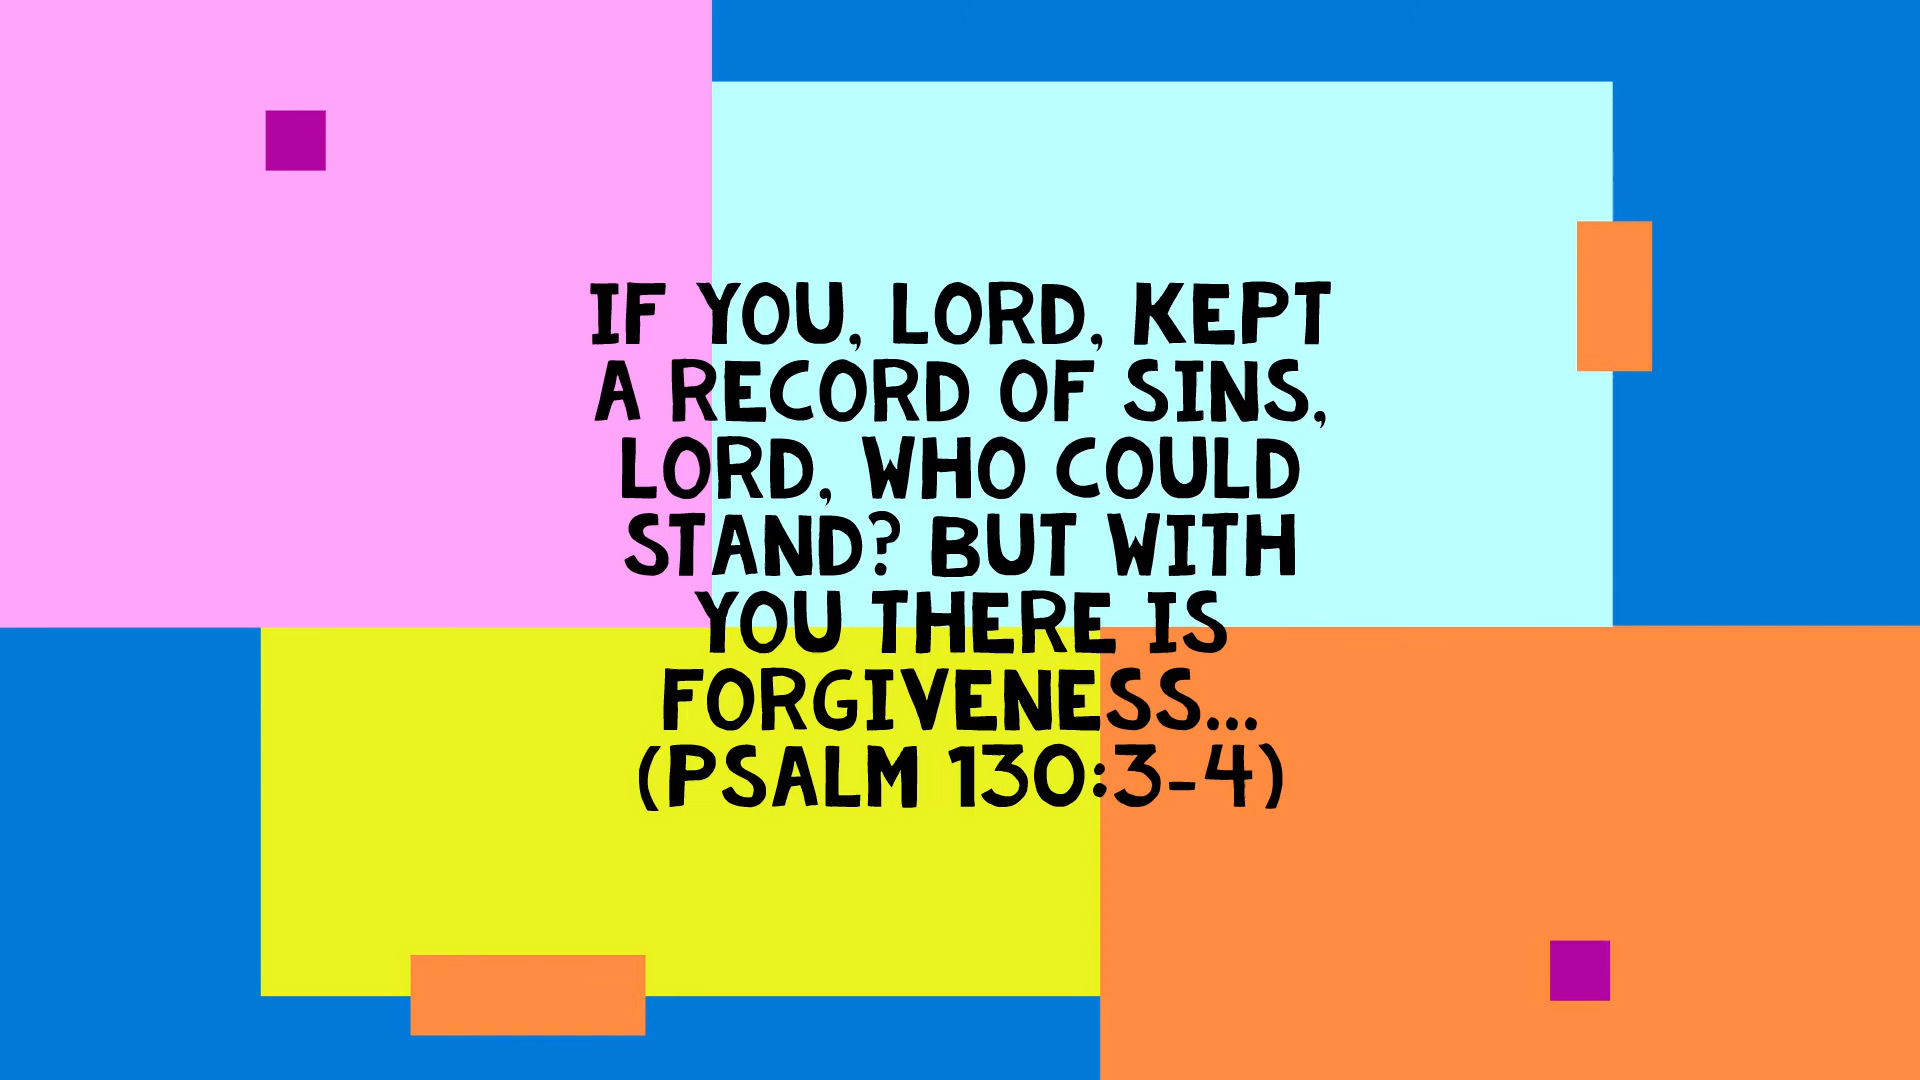 IF YOU, LORD, KEPT
A RECORD OF SINS,
LORD, WHO COULD
STAND? BUT WITH
YOU THERE IS
FORGIVENESS...
(PSALM 130:3-4)